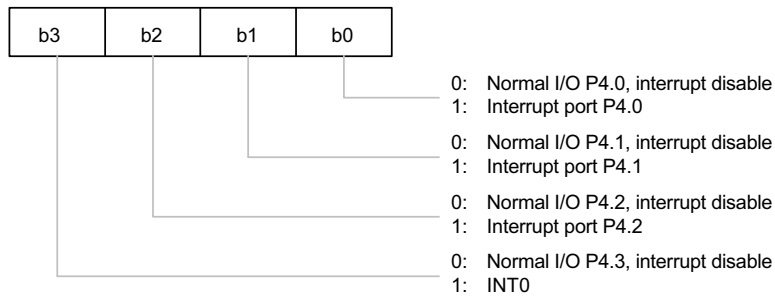 b3 b2 b1 b0
0: Normal I/O P4.0, interrupt disable
1: Interrupt port P4.0
0: Normal I/O P4.1, interrupt disable
1: Interrupt port P4.1
0: Normal I/O P4.2, interrupt disable
1: Interrupt port P4.2
0: Normal I/O P4.3, interrupt disable
1: INT0